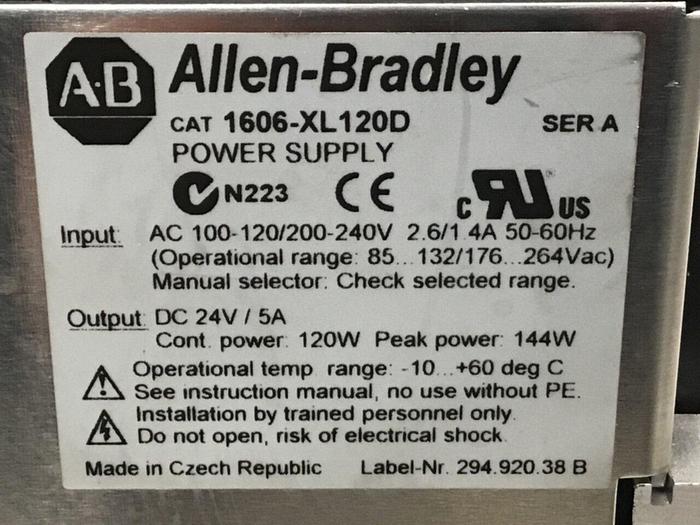 A·B Allen-Bradley
CAT 1606-XL120D SER A
POWER SUPPLY
N223 CE c RU US
Input: AC 100-120/200-240V 2.6/1.4A 50-60Hz
(Operational range: 85...132/176...264Vac)
Manual selector: Check selected range.
Output: DC 24V / 5A
Cont. power: 120W Peak power: 144W
Operational temp. range: -10...+60 deg C
See instruction manual, no use without PE.
Installation by trained personnel only.
Do not open, risk of electrical shock.
Made in Czech Republic Label-Nr. 294.920.38 B